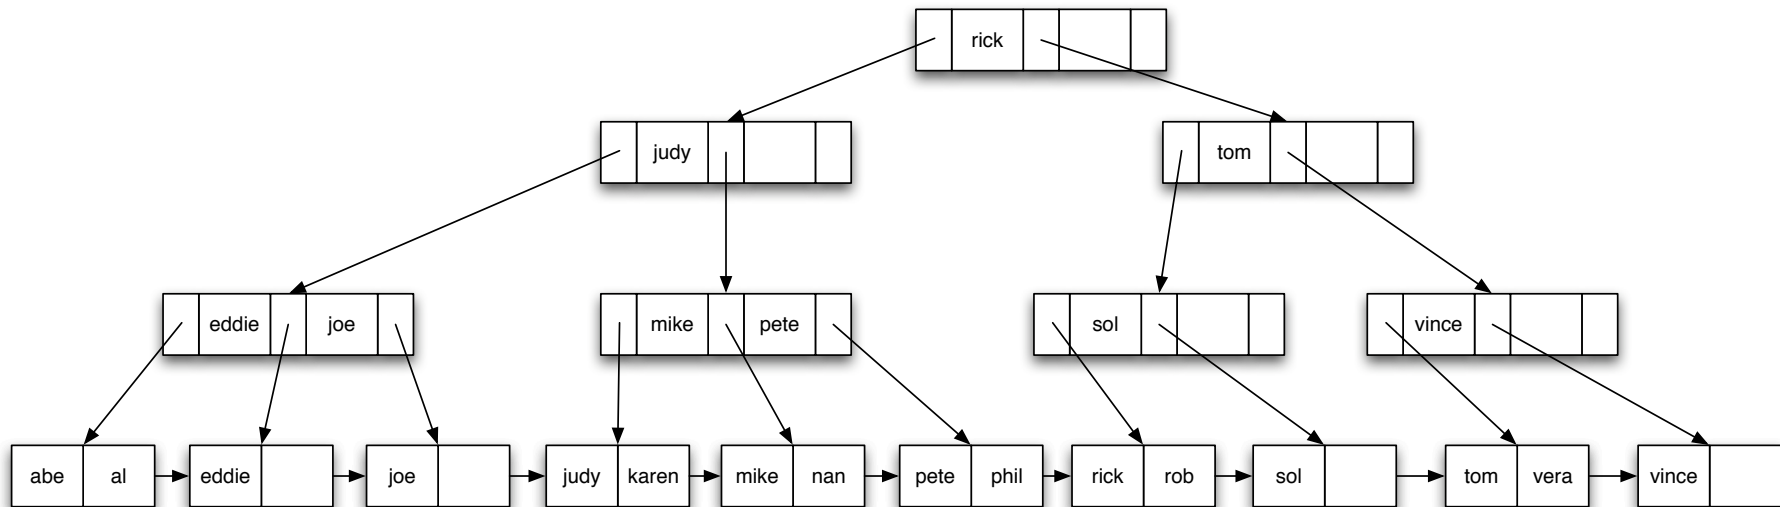 rick
judy tom
eddie joe mike pete sol vince
abe al eddie joe judy karen mike nan pete phil rick rob sol tom vera vince